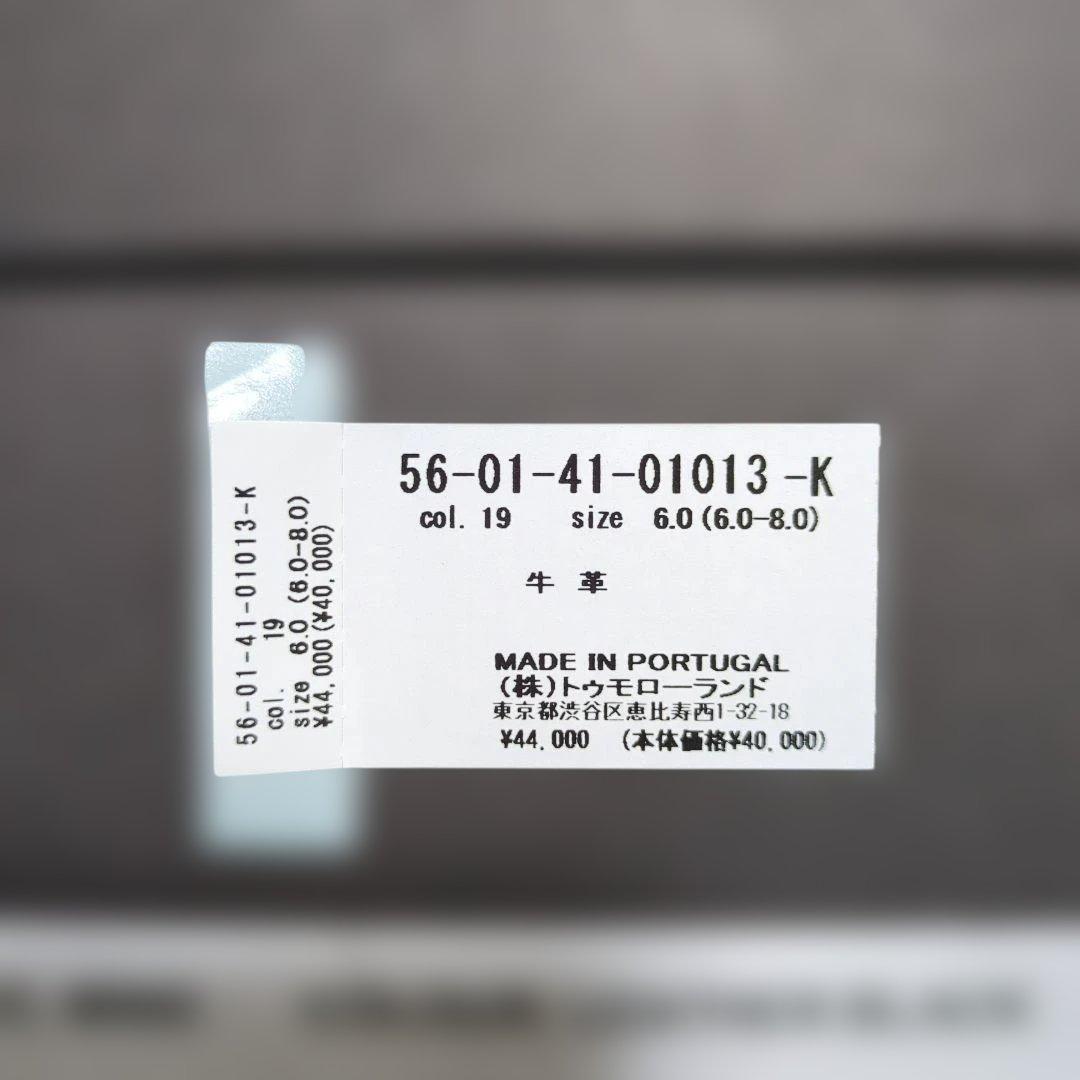 56-01-41-01013-K
col. 19
size 6.0 (6.0-8.0)
¥44,000 (¥40,000)
56-01-41-01013-K
col. 19 size 6.0 (6.0-8.0)
牛 革
MADE IN PORTUGAL
(株)トゥモローランド
東京都渋谷区恵比寿西1-32-18
¥44,000 (本体価格¥40,000)